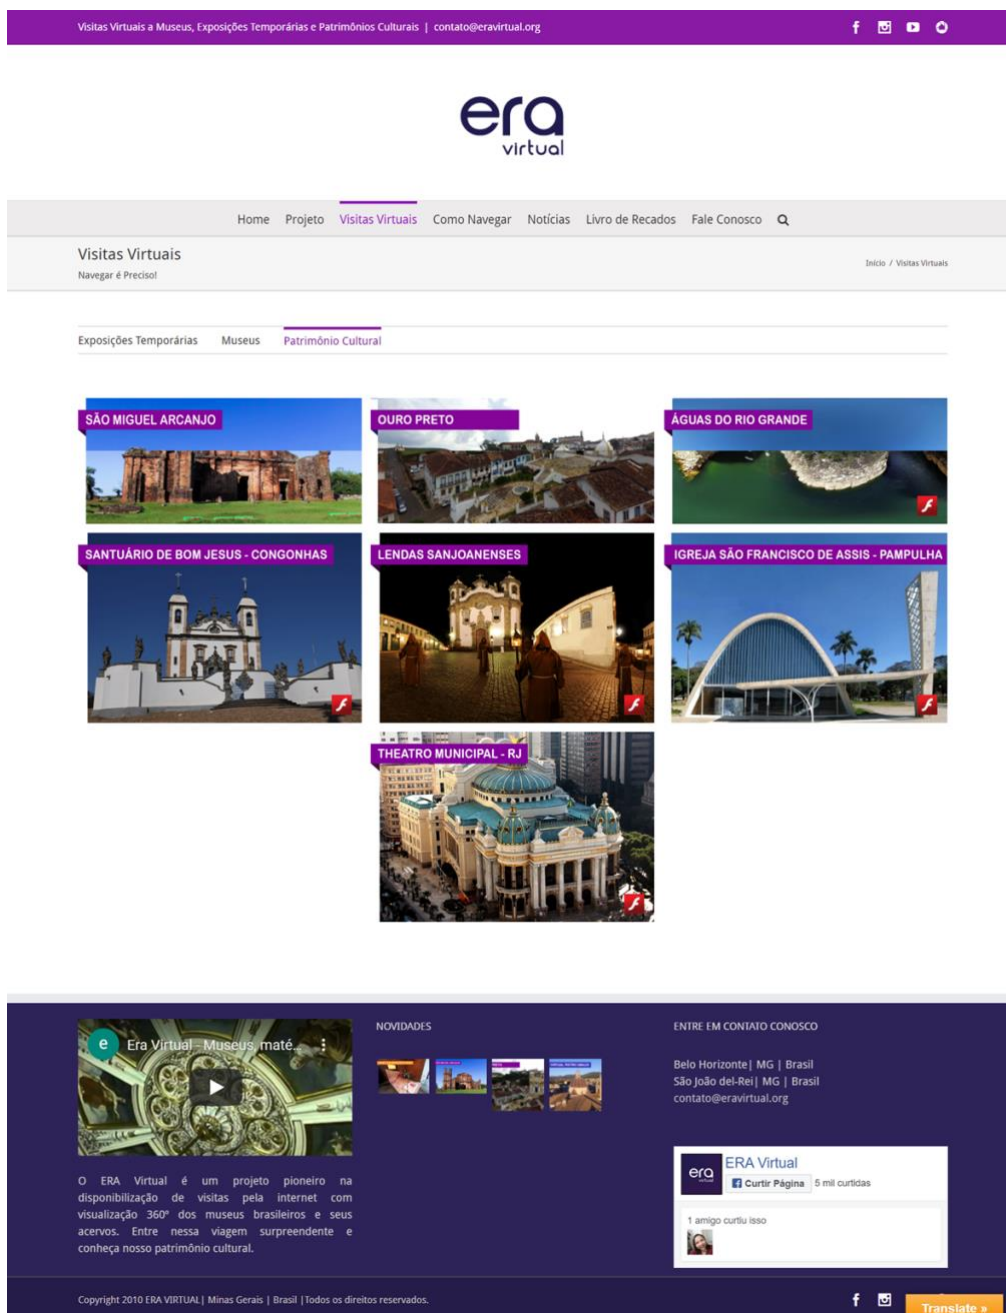 Visitas Virtuais a Museus, Exposições Temporárias e Patrimônios Culturais | contato@eravirtual.org
era
virtual
Home Projeto Visitas Virtuais Como Navegar Notícias Livro de Recados Fale Conosco
Visitas Virtuais
Navegar é Preciso!
Início / Visitas Virtuais
Exposições Temporárias Museus Patrimônio Cultural
SÃO MIGUEL ARCANJO
OURO PRETO
ÁGUAS DO RIO GRANDE
SANTUÁRIO DE BOM JESUS - CONGONHAS
LENDAS SANJOANENSES
IGREJA SÃO FRANCISCO DE ASSIS - PAMPULHA
THEATRO MUNICIPAL - RJ
e Era Virtual - Museus, maté...
O ERA Virtual é um projeto pioneiro na
disponibilização de visitas pela internet com
visualização 360º dos museus brasileiros e seus
acervos. Entre nessa viagem surpreendente e
conheça nosso patrimônio cultural.
NOVIDADES
ENTRE EM CONTATO CONOSCO
Belo Horizonte| MG | Brasil
São João del-Rei| MG | Brasil
contato@eravirtual.org
era
virtual
ERA Virtual
Curtir Página 5 mil curtidas
1 amigo curtiu isso
Copyright 2010 ERA VIRTUAL| Minas Gerais | Brasil |Todos os direitos reservados.
Translate »